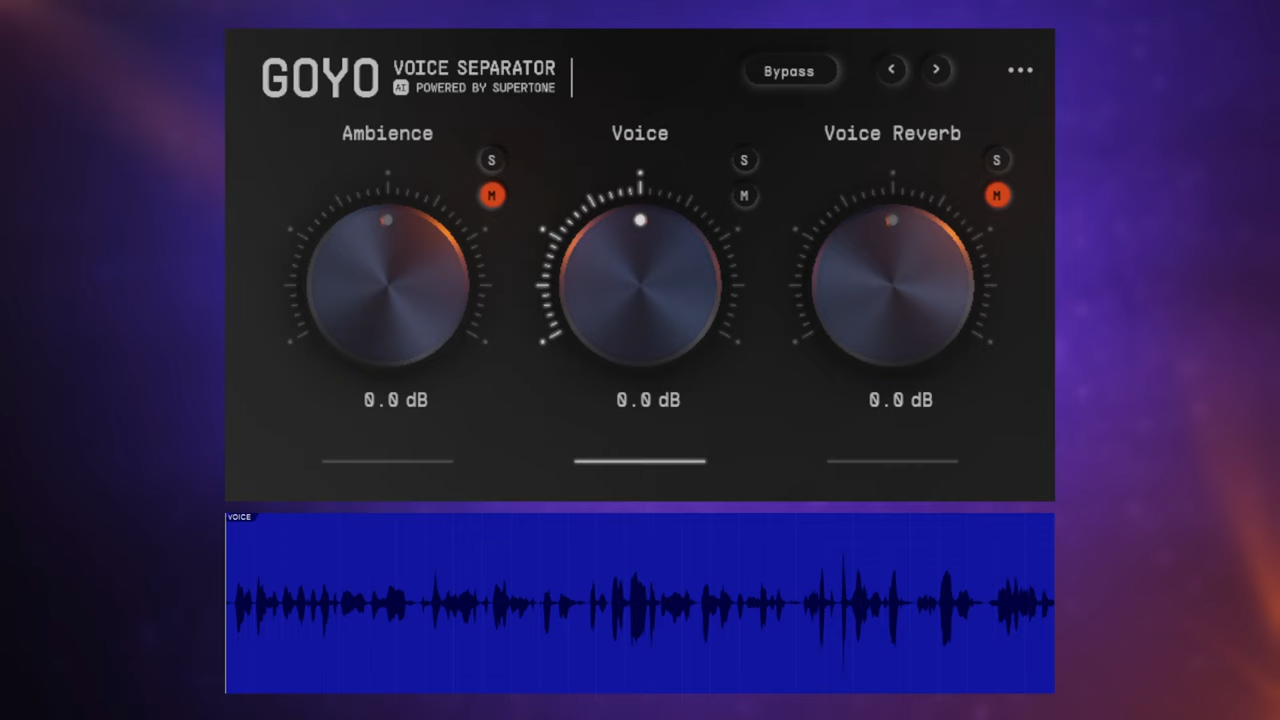 GOYO VOICE SEPARATOR
AI POWERED BY SUPERTONE
Bypass < > •••
Ambience Voice Voice Reverb
S S S
M M M
0.0 dB 0.0 dB 0.0 dB
VOICE